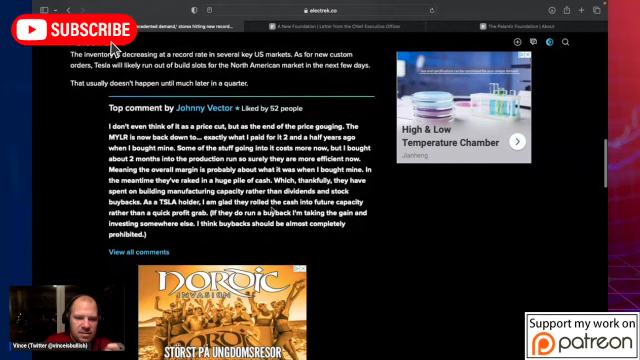 SUBSCRIBE
electrek.co
A New Foundation | Letter from the Chief Executive Officer
The Palantir Foundation | About
The inventory is decreasing at a record rate in several key US markets. As for new custom
orders, Tesla will likely run out of build slots for the North American market in the next few days.
That usually doesn't happen until much later in a quarter.
Top comment by Johnny Vector ★ Liked by 52 people
I don't even think of it as a price cut, but as the end of the price gouging. The
MYLR is now back down to... exactly what I paid for it 2 and a half years ago
when I bought mine. Some of the stuff going into it costs more now, but I bought
about 2 months into the production run so surely they are more efficient now.
Meaning the overall margin is probably about what it was when I bought mine. In
the meantime they've raked in a huge pile of cash. Which, thankfully, they have
spent on building manufacturing capacity rather than dividends and stock
buybacks. As a TSLA holder, I am glad they rolled the cash into future capacity
rather than a quick profit grab. (If they do run a buyback I'm taking the gain and
investing somewhere else. I think buybacks should be almost completely
prohibited.)
View all comments
High & Low
Temperature Chamber
Jianheng
NORDIC
INVASION
STÖRST PÅ UNGDOMSRESOR
Vince (Twitter @vinceisbullish)
Support my work on
patreon